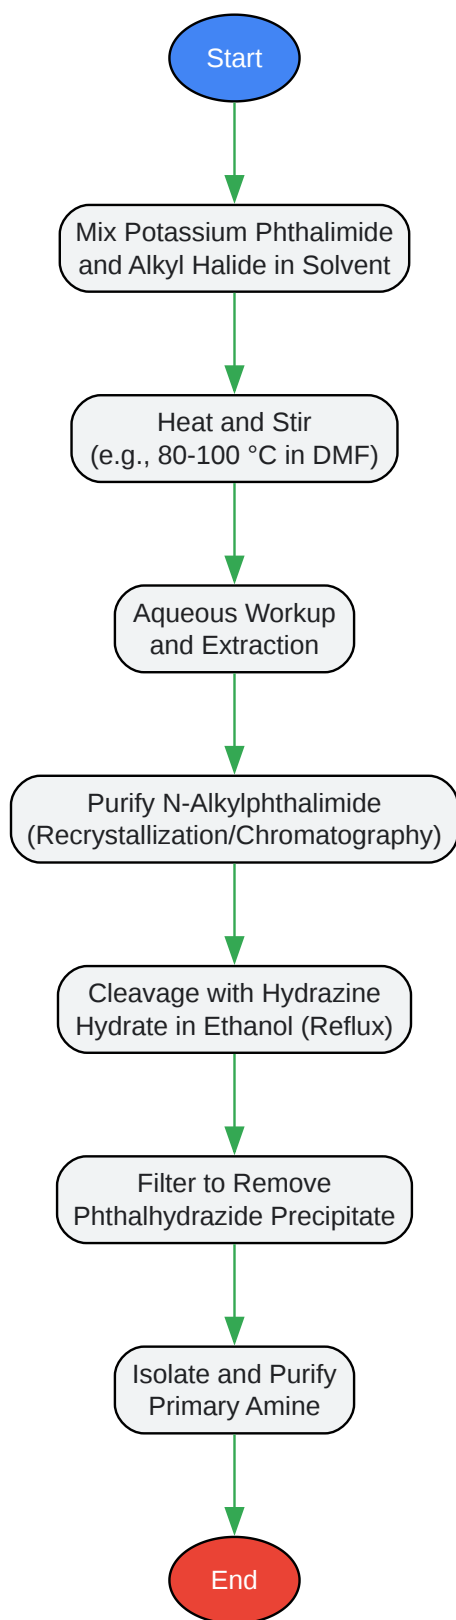 Start
Mix Potassium Phthalimide
and Alkyl Halide in Solvent
Heat and Stir
(e.g., 80-100 °C in DMF)
Aqueous Workup
and Extraction
Purify N-Alkylphthalimide
(Recrystallization/Chromatography)
Cleavage with Hydrazine
Hydrate in Ethanol (Reflux)
Filter to Remove
Phthalhydrazide Precipitate
Isolate and Purify
Primary Amine
End